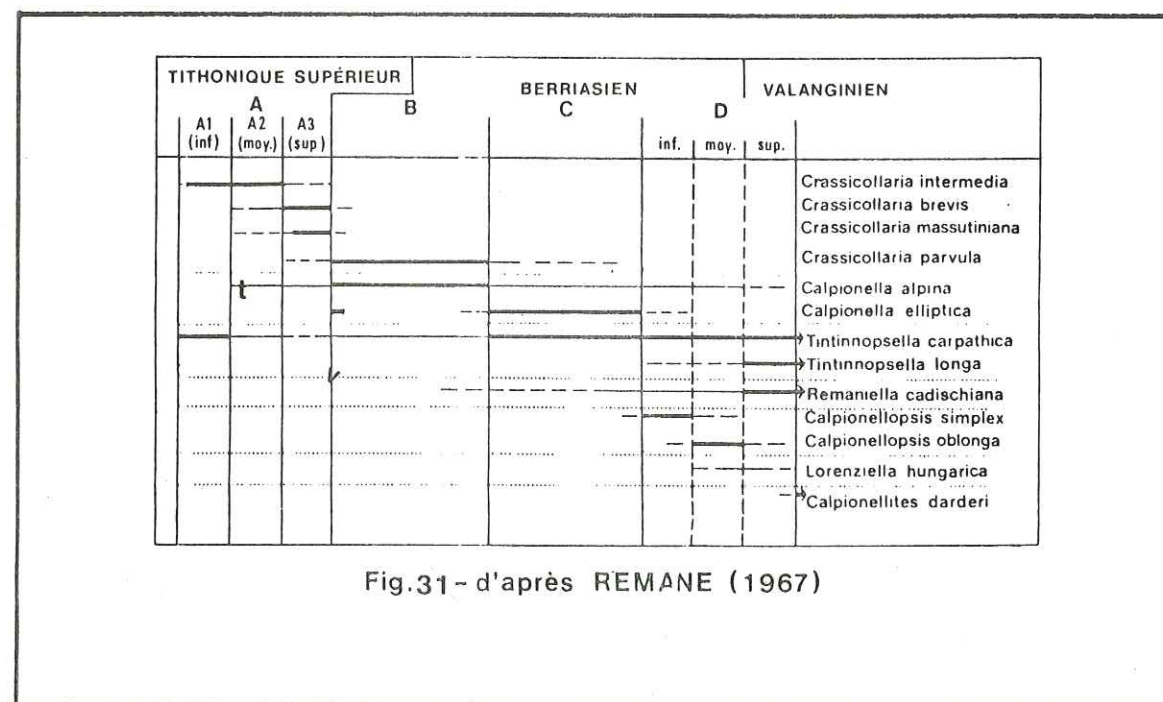 TITHONIQUE SUPÉRIEUR
BERRIASIEN
VALANGINIEN
A
B
C
D
A1
(inf)
A2
(moy.)
A3
(sup)
inf.
moy.
sup.
Crassicollaria intermedia
Crassicollaria brevis
Crassicollaria massutiniana
Crassicollaria parvula
Calpionella alpina
t
Calpionella elliptica
Tintinnopsella carpathica
Tintinnopsella longa
Remaniella cadischiana
Calpionellopsis simplex
Calpionellopsis oblonga
Lorenziella hungarica
Calpionellites darderi
Fig.31- d'après REMANE (1967)